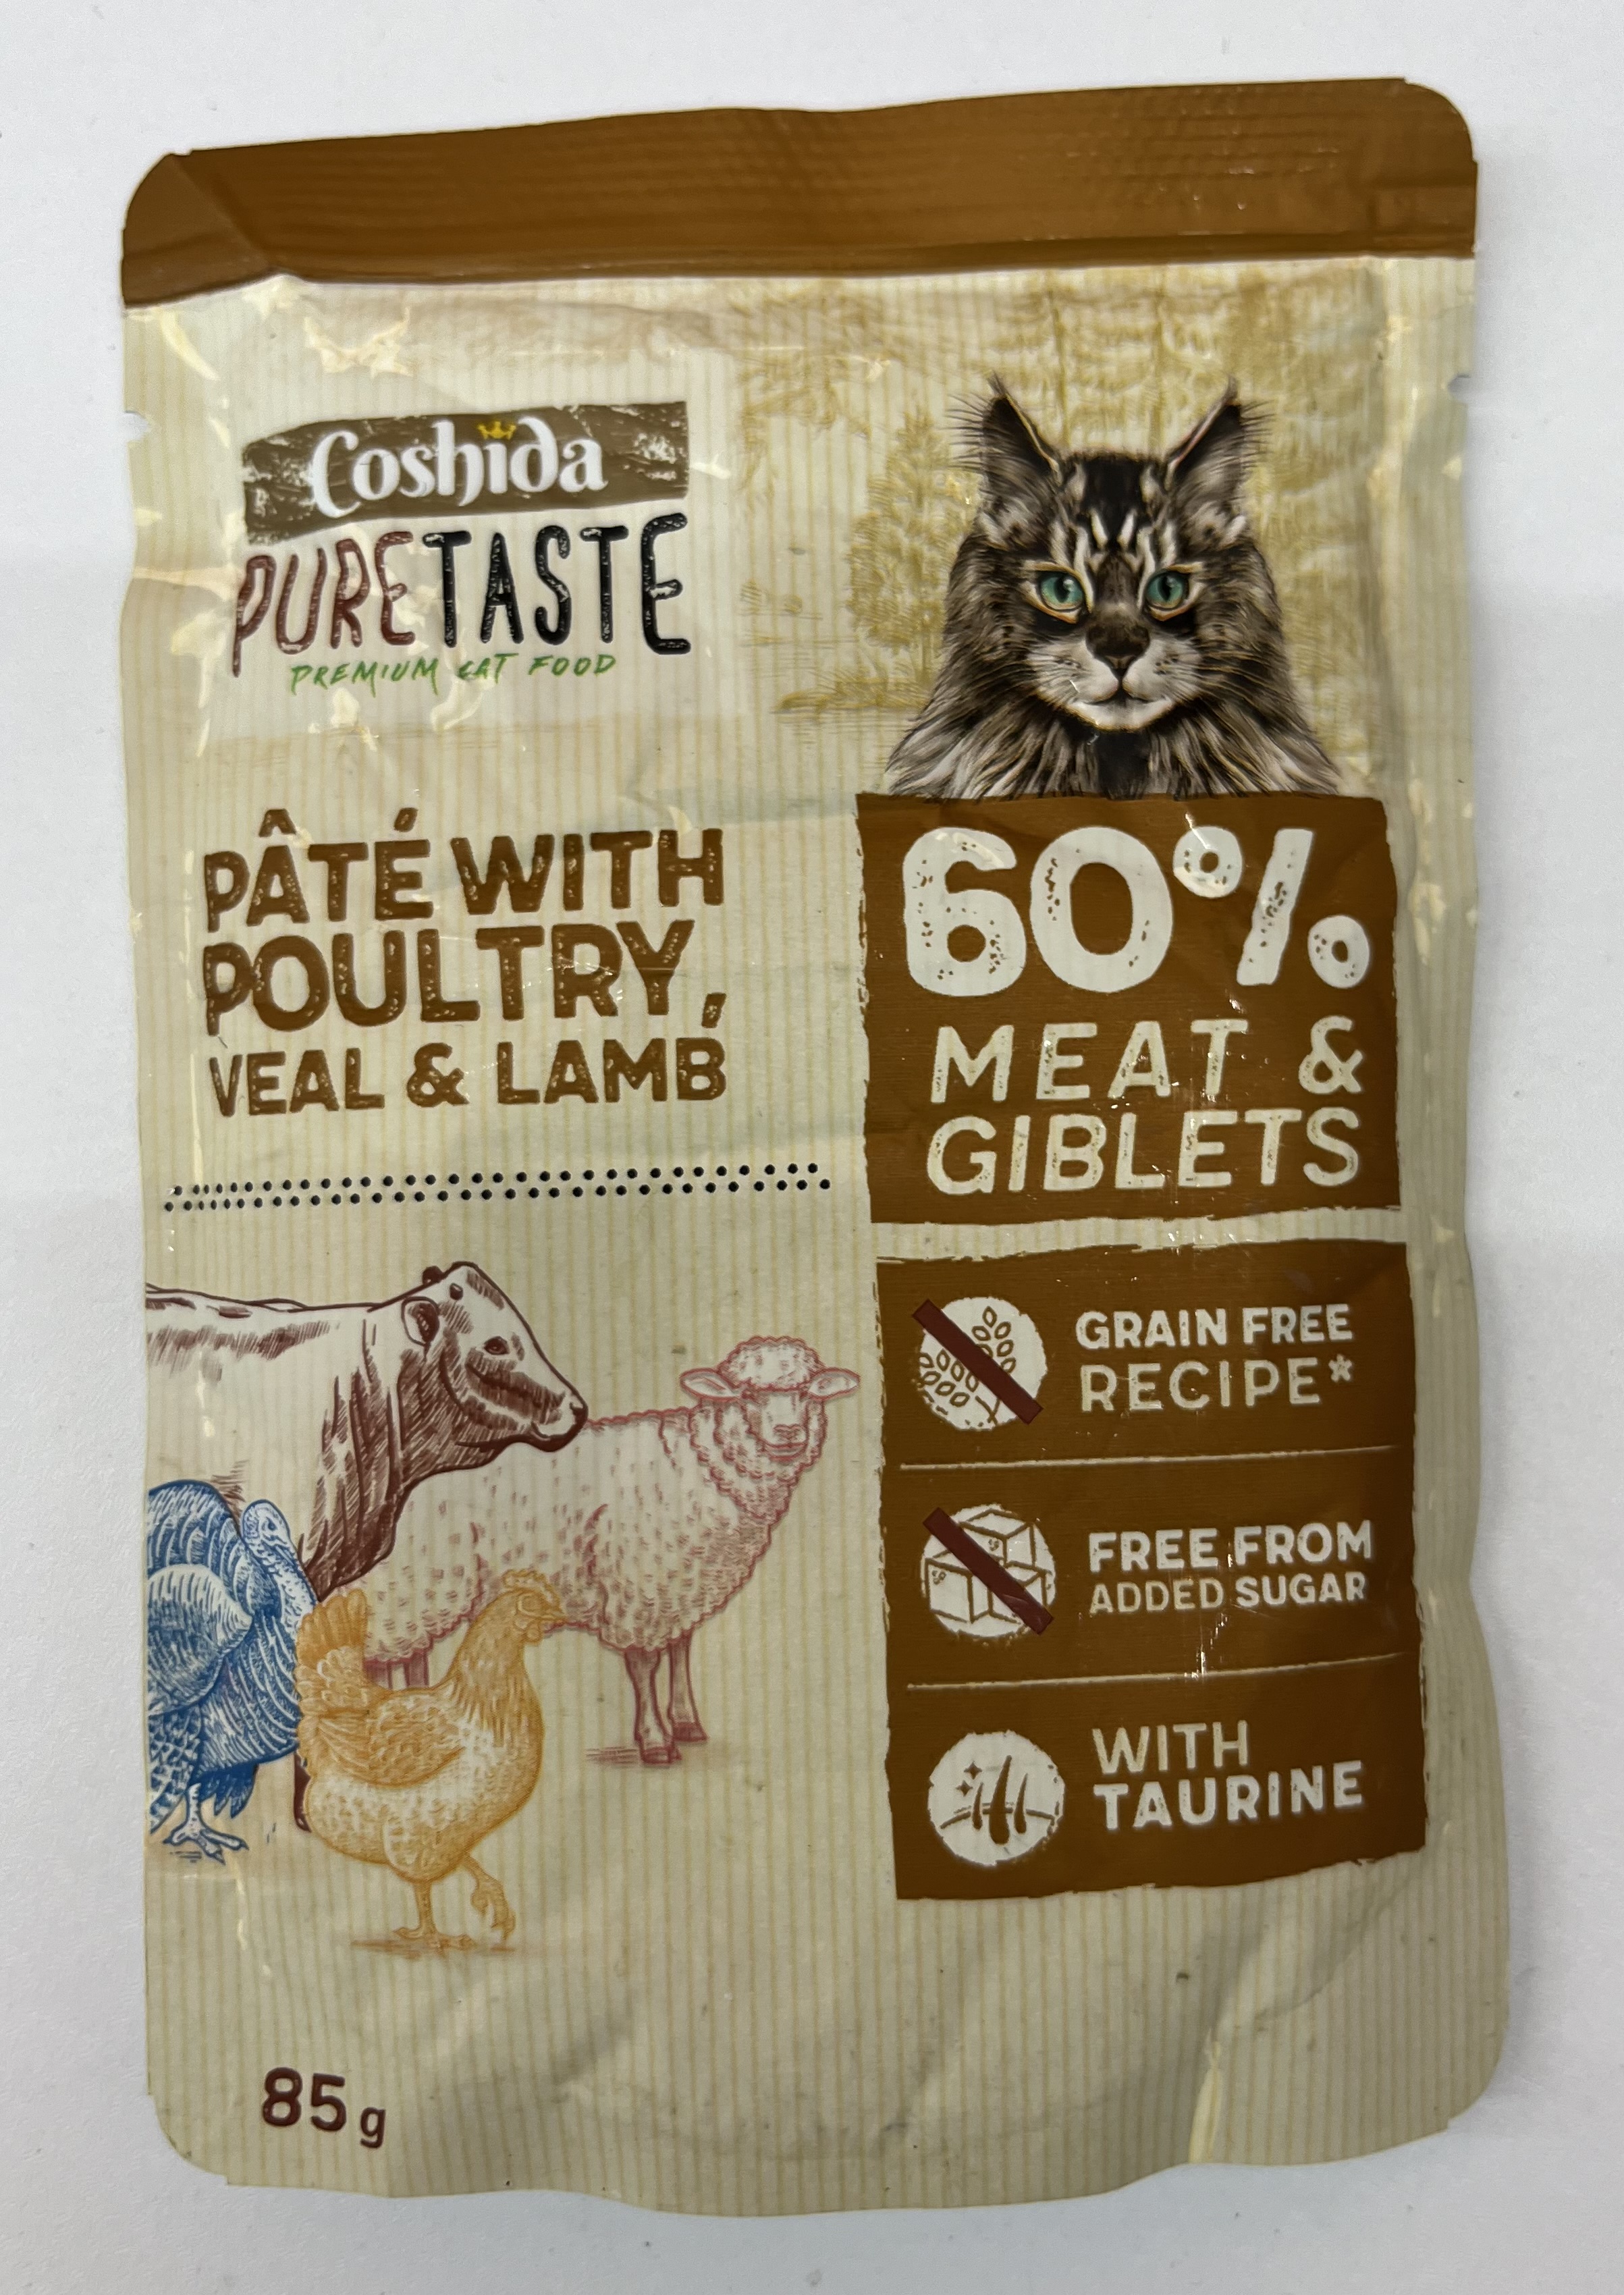 Coshida
PURETASTE
PREMIUM CAT FOOD
PÂTÉ WITH
POULTRY,
VEAL & LAMB
60%
MEAT &
GIBLETS
GRAIN FREE
RECIPE*
FREE FROM
ADDED SUGAR
WITH
TAURINE
85 g